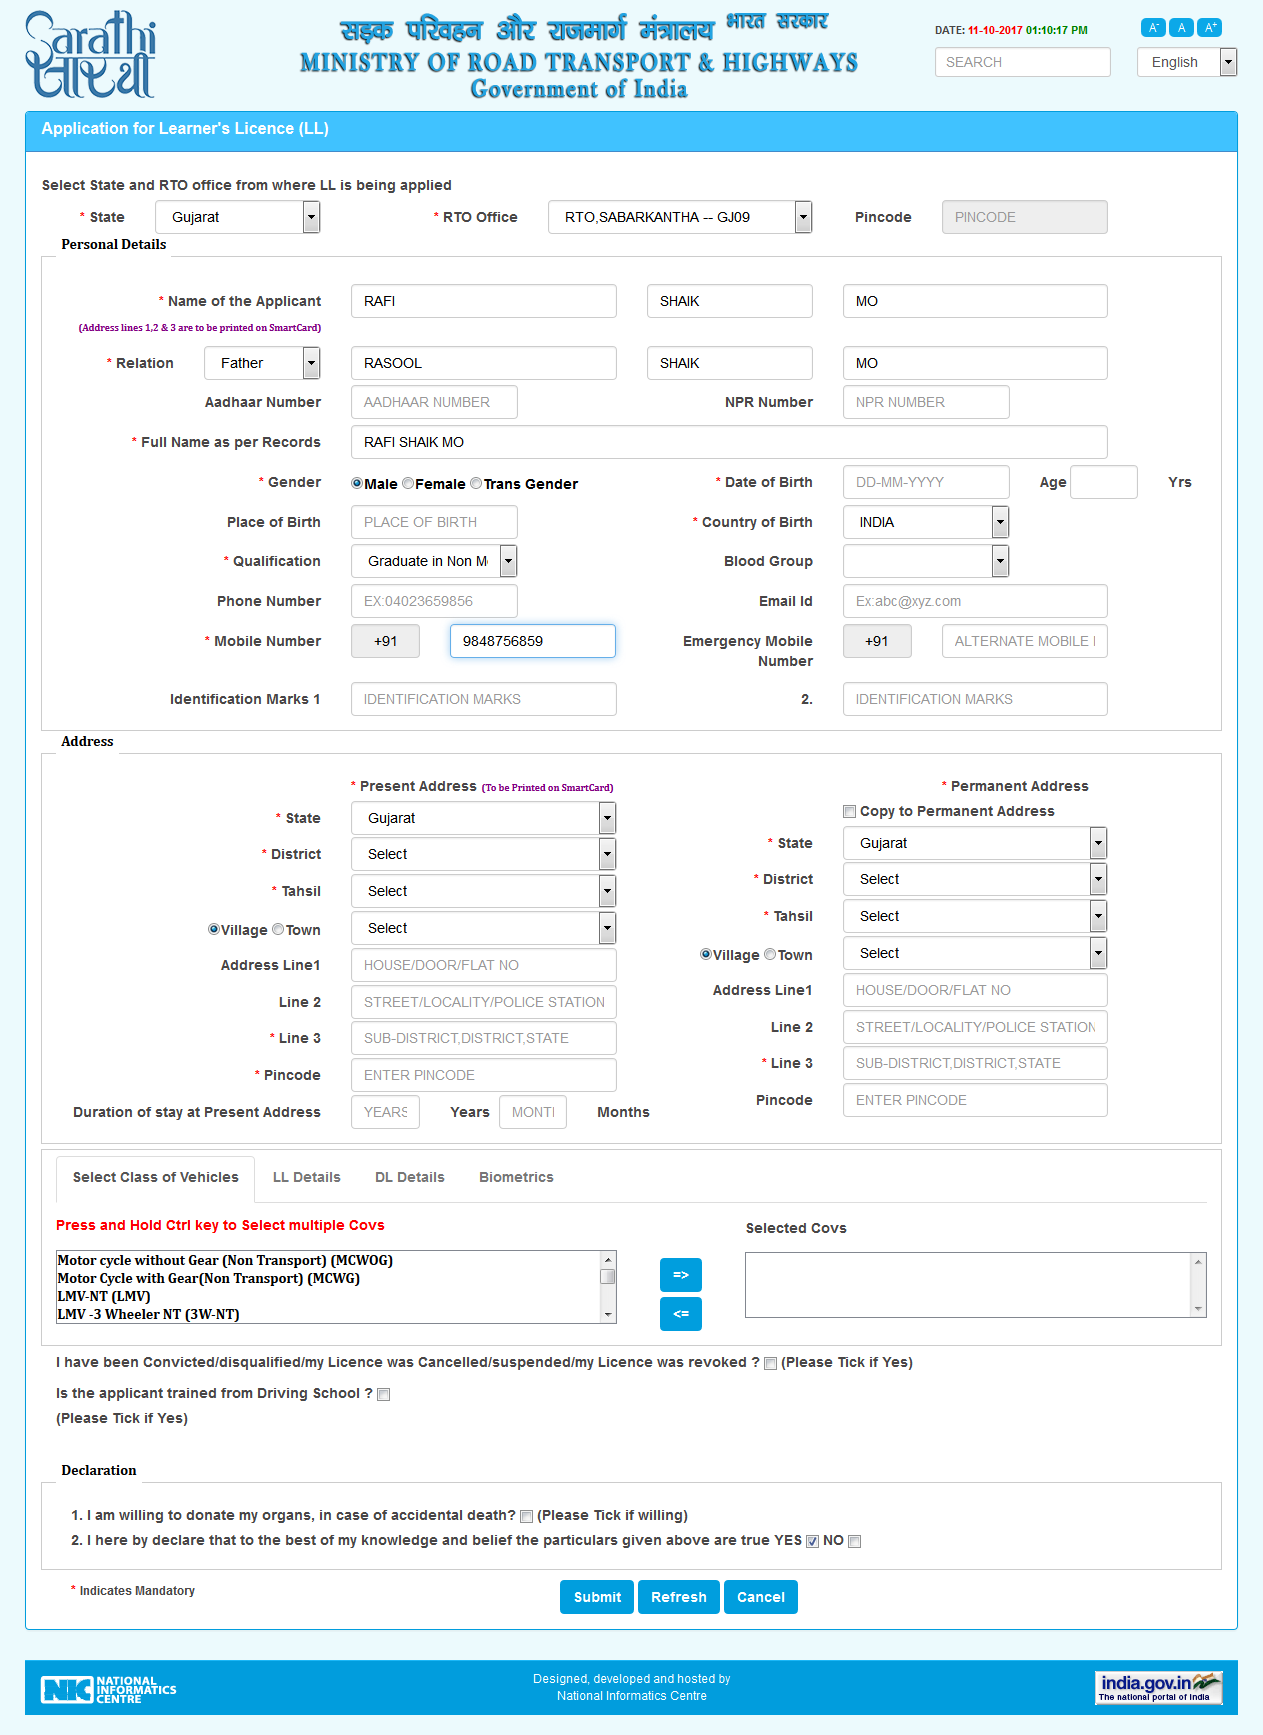 Sarathi
सारथी
सड़क परिवहन और राजमार्ग मंत्रालय भारत सरकार
MINISTRY OF ROAD TRANSPORT & HIGHWAYS
Government of India
DATE: 11-10-2017 01:10:17 PM
A- A A+
SEARCH
English
Application for Learner's Licence (LL)
Select State and RTO office from where LL is being applied
* State Gujarat * RTO Office RTO,SABARKANTHA -- GJ09 Pincode PINCODE
Personal Details
* Name of the Applicant RAFI SHAIK MO
(Address lines 1,2 & 3 are to be printed on SmartCard)
* Relation Father RASOOL SHAIK MO
Aadhaar Number AADHAAR NUMBER NPR Number NPR NUMBER
* Full Name as per Records RAFI SHAIK MO
* Gender Male Female Trans Gender * Date of Birth DD-MM-YYYY Age Yrs
Place of Birth PLACE OF BIRTH * Country of Birth INDIA
* Qualification Graduate in Non M Blood Group
Phone Number EX:04023659856 Email Id Ex:abc@xyz.com
* Mobile Number +91 9848756859 Emergency Mobile Number +91 ALTERNATE MOBILE
Identification Marks 1 IDENTIFICATION MARKS 2. IDENTIFICATION MARKS
Address
* Present Address (To be Printed on SmartCard)
* State Gujarat
* District Select
* Tahsil Select
Village Town Select
Address Line1 HOUSE/DOOR/FLAT NO
Line 2 STREET/LOCALITY/POLICE STATION
* Line 3 SUB-DISTRICT,DISTRICT,STATE
* Pincode ENTER PINCODE
Duration of stay at Present Address YEARS Years MONTH Months
* Permanent Address
Copy to Permanent Address
* State Gujarat
* District Select
* Tahsil Select
Village Town Select
Address Line1 HOUSE/DOOR/FLAT NO
Line 2 STREET/LOCALITY/POLICE STATION
* Line 3 SUB-DISTRICT,DISTRICT,STATE
Pincode ENTER PINCODE
Select Class of Vehicles LL Details DL Details Biometrics
Press and Hold Ctrl key to Select multiple Covs
Selected Covs
Motor cycle without Gear (Non Transport) (MCWOG)
Motor Cycle with Gear(Non Transport) (MCWG)
LMV-NT (LMV)
LMV -3 Wheeler NT (3W-NT)
=>
<=
I have been Convicted/disqualified/my Licence was Cancelled/suspended/my Licence was revoked ? (Please Tick if Yes)
Is the applicant trained from Driving School ?
(Please Tick if Yes)
Declaration
1. I am willing to donate my organs, in case of accidental death? (Please Tick if willing)
2. I here by declare that to the best of my knowledge and belief the particulars given above are true YES NO
* Indicates Mandatory
Submit Refresh Cancel
NIC NATIONAL INFORMATICS CENTRE
Designed, developed and hosted by
National Informatics Centre
india.gov.in
The national portal of India